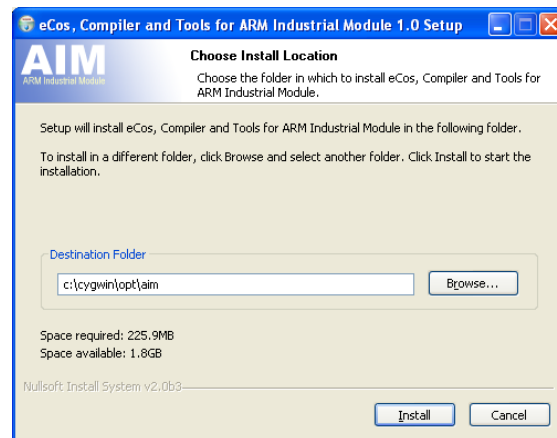 eCos, Compiler and Tools for ARM Industrial Module 1.0 Setup
AIM
ARM Industrial Module
Choose Install Location
Choose the folder in which to install eCos, Compiler and Tools for
ARM Industrial Module.
Setup will install eCos, Compiler and Tools for ARM Industrial Module in the following folder.
To install in a different folder, click Browse and select another folder. Click Install to start the
installation.
Destination Folder
c:\cygwin\opt\aim
Browse...
Space required: 225.9MB
Space available: 1.8GB
Nullsoft Install System v2.0b3
Install Cancel